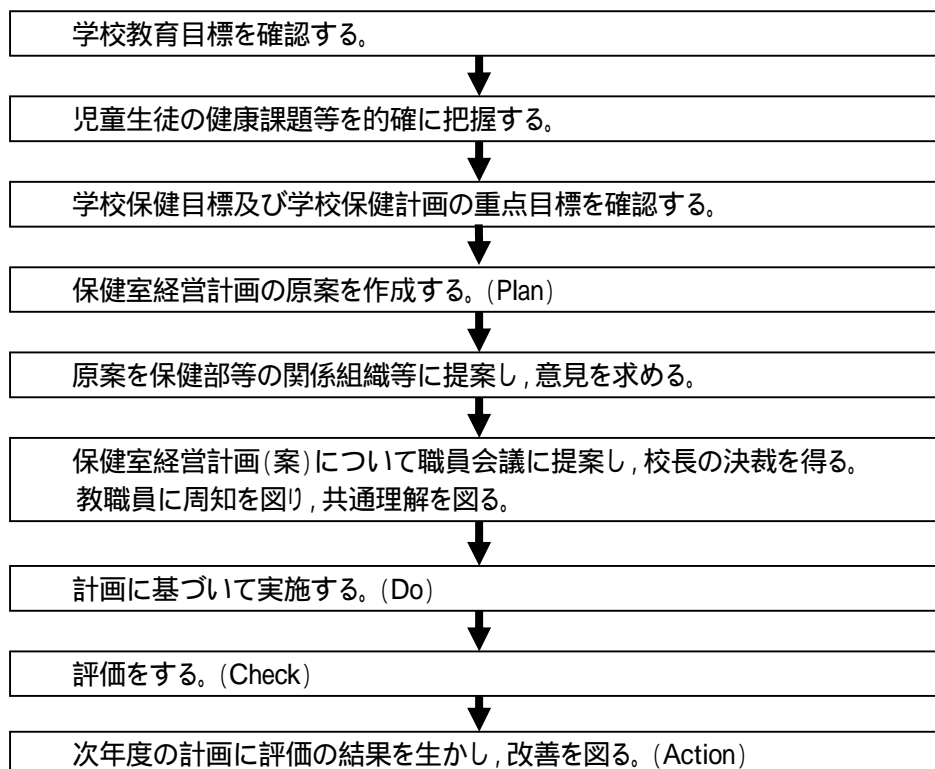 学校教育目標を確認する。
児童生徒の健康課題等を的確に把握する。
学校保健目標及び学校保健計画の重点目標を確認する。
保健室経営計画の原案を作成する。(Plan)
原案を保健部等の関係組織等に提案し,意見を求める。
保健室経営計画(案)について職員会議に提案し,校長の決裁を得る。
教職員に周知を図り,共通理解を図る。
計画に基づいて実施する。(Do)
評価をする。(Check)
次年度の計画に評価の結果を生かし,改善を図る。(Action)